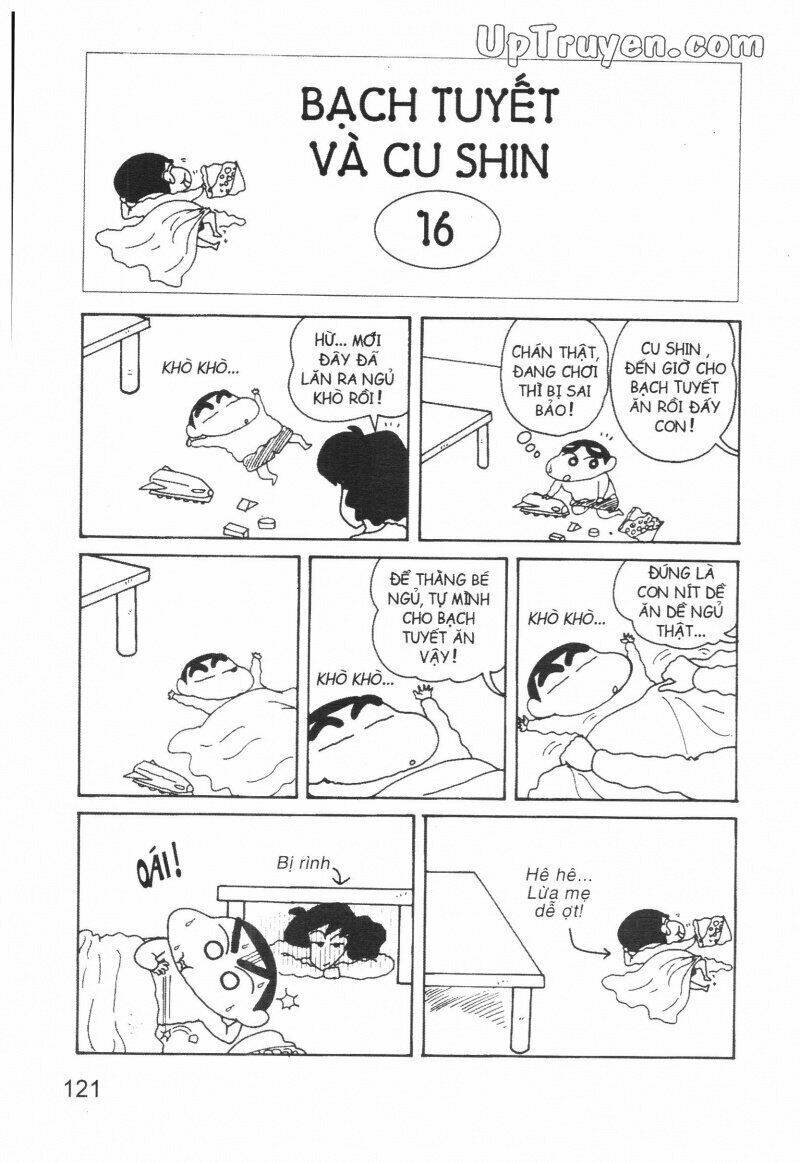 UpTruyen.com
BẠCH TUYẾT
VÀ CU SHIN
16
CU SHIN,
ĐẾN GIỜ CHO
BẠCH TUYẾT
ĂN RỒI ĐẤY
CON!
CHÁN THẬT,
ĐANG CHƠI
THÌ BỊ SAI
BẢO!
HỪ... MỚI
ĐÂY ĐÃ
LĂN RA NGỦ
KHÒ RỒI!
KHÒ KHÒ...
ĐÚNG LÀ
CON NÍT DỄ
ĂN DỄ NGỦ
THẬT...
KHÒ KHÒ...
ĐỂ THẰNG BÉ
NGỦ, TỰ MÌNH
CHO BẠCH
TUYẾT ĂN
VẬY!
KHÒ KHÒ...
Hê hê...
Lừa mẹ
dễ ợt!
Bị rình
OÁI!
121